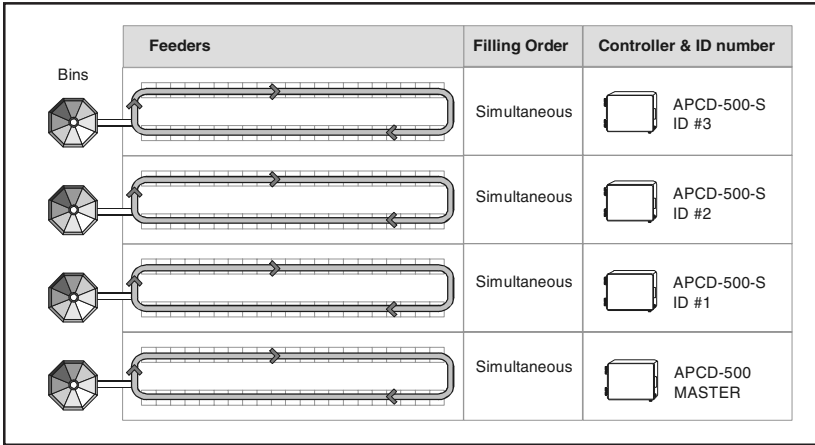 Feeders
Filling Order
Controller & ID number
Bins
Simultaneous
APCD-500-S
ID #3
Simultaneous
APCD-500-S
ID #2
Simultaneous
APCD-500-S
ID #1
Simultaneous
APCD-500
MASTER